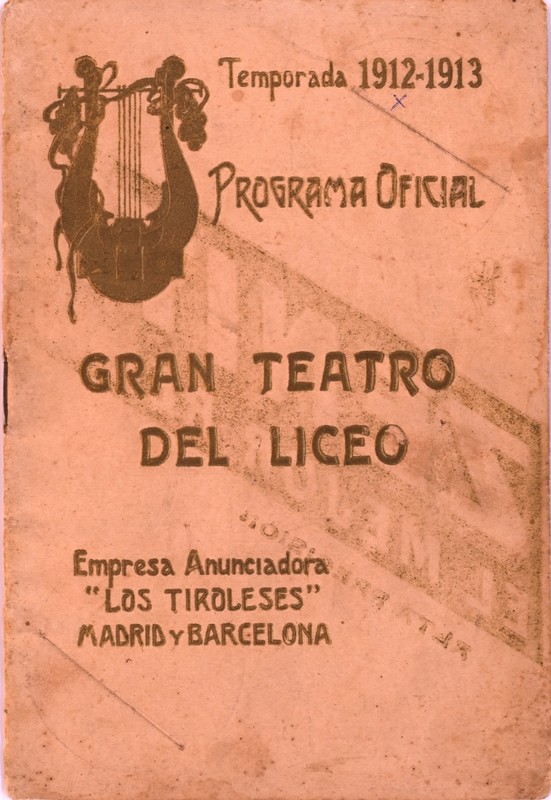 Temporada 1912-1913
PROGRAMA OFICIAL
GRAN TEATRO
DEL LICEO
Empresa Anunciadora
"LOS TIROLESES"
MADRID Y BARCELONA